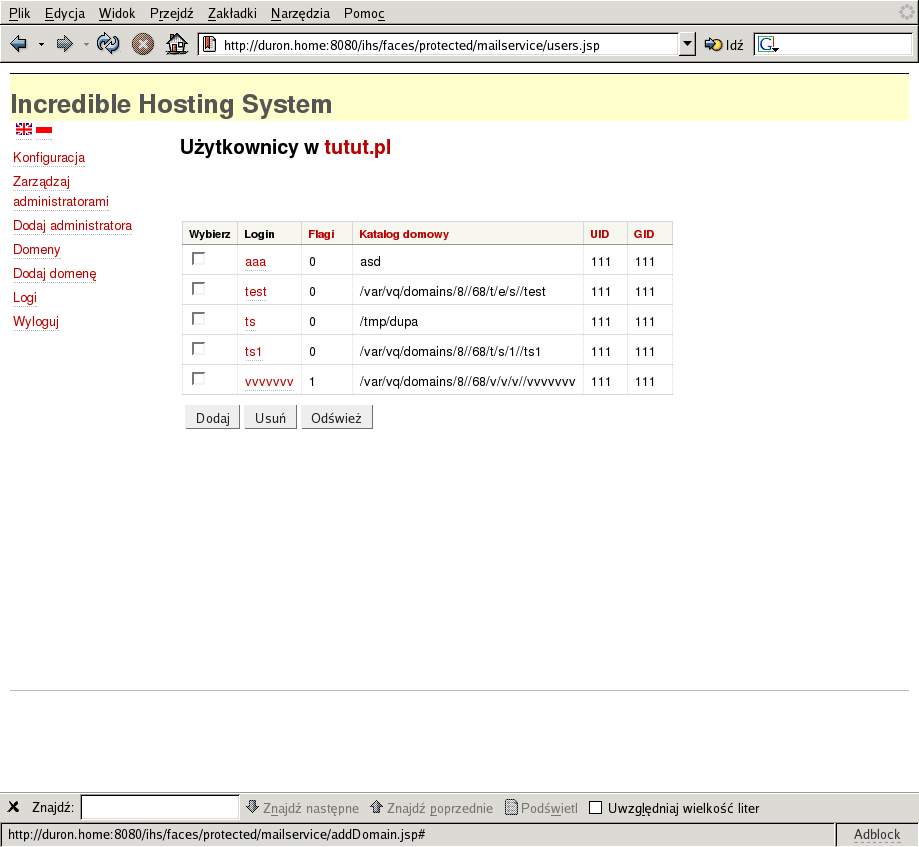 Plik Edycja Widok Przejdź Zakładki Narzędzia Pomoc
http://duron.home:8080/ihs/faces/protected/mailservice/users.jsp Idź G
Incredible Hosting System
Użytkownicy w tutut.pl
Konfiguracja
Zarządzaj
administratorami
Dodaj administratora
Domeny
Dodaj domenę
Logi
Wyloguj
Wybierz Login Flagi Katalog domowy UID GID
aaa 0 asd 111 111
test 0 /var/vq/domains/8//68/t/e/s//test 111 111
ts 0 /tmp/dupa 111 111
ts1 0 /var/vq/domains/8//68/t/s/1//ts1 111 111
vvvvvvv 1 /var/vq/domains/8//68/v/v/v//vvvvvvv 111 111
Dodaj Usuń Odśwież
Znajdź: Znajdź następne Znajdź poprzednie Podświetl Uwzględniaj wielkość liter
http://duron.home:8080/ihs/faces/protected/mailservice/addDomain.jsp# Adblock